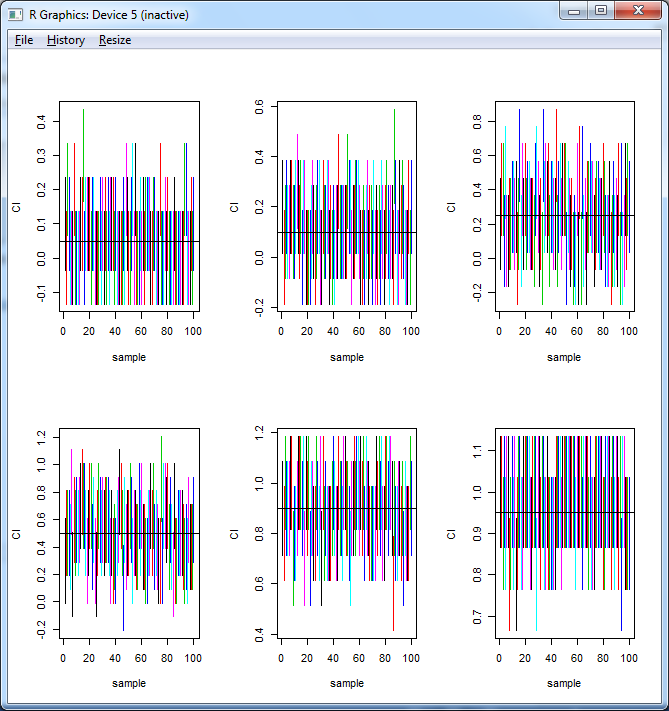 R Graphics: Device 5 (inactive)
File History Resize
CI
-0.1 0.0 0.1 0.2 0.3 0.4
0 20 40 60 80 100
sample
CI
-0.2 0.0 0.2 0.4 0.6
0 20 40 60 80 100
sample
CI
-0.2 0.0 0.2 0.4 0.6 0.8
0 20 40 60 80 100
sample
CI
-0.2 0.0 0.2 0.4 0.6 0.8 1.0 1.2
0 20 40 60 80 100
sample
CI
0.4 0.6 0.8 1.0 1.2
0 20 40 60 80 100
sample
CI
0.7 0.8 0.9 1.0 1.1
0 20 40 60 80 100
sample